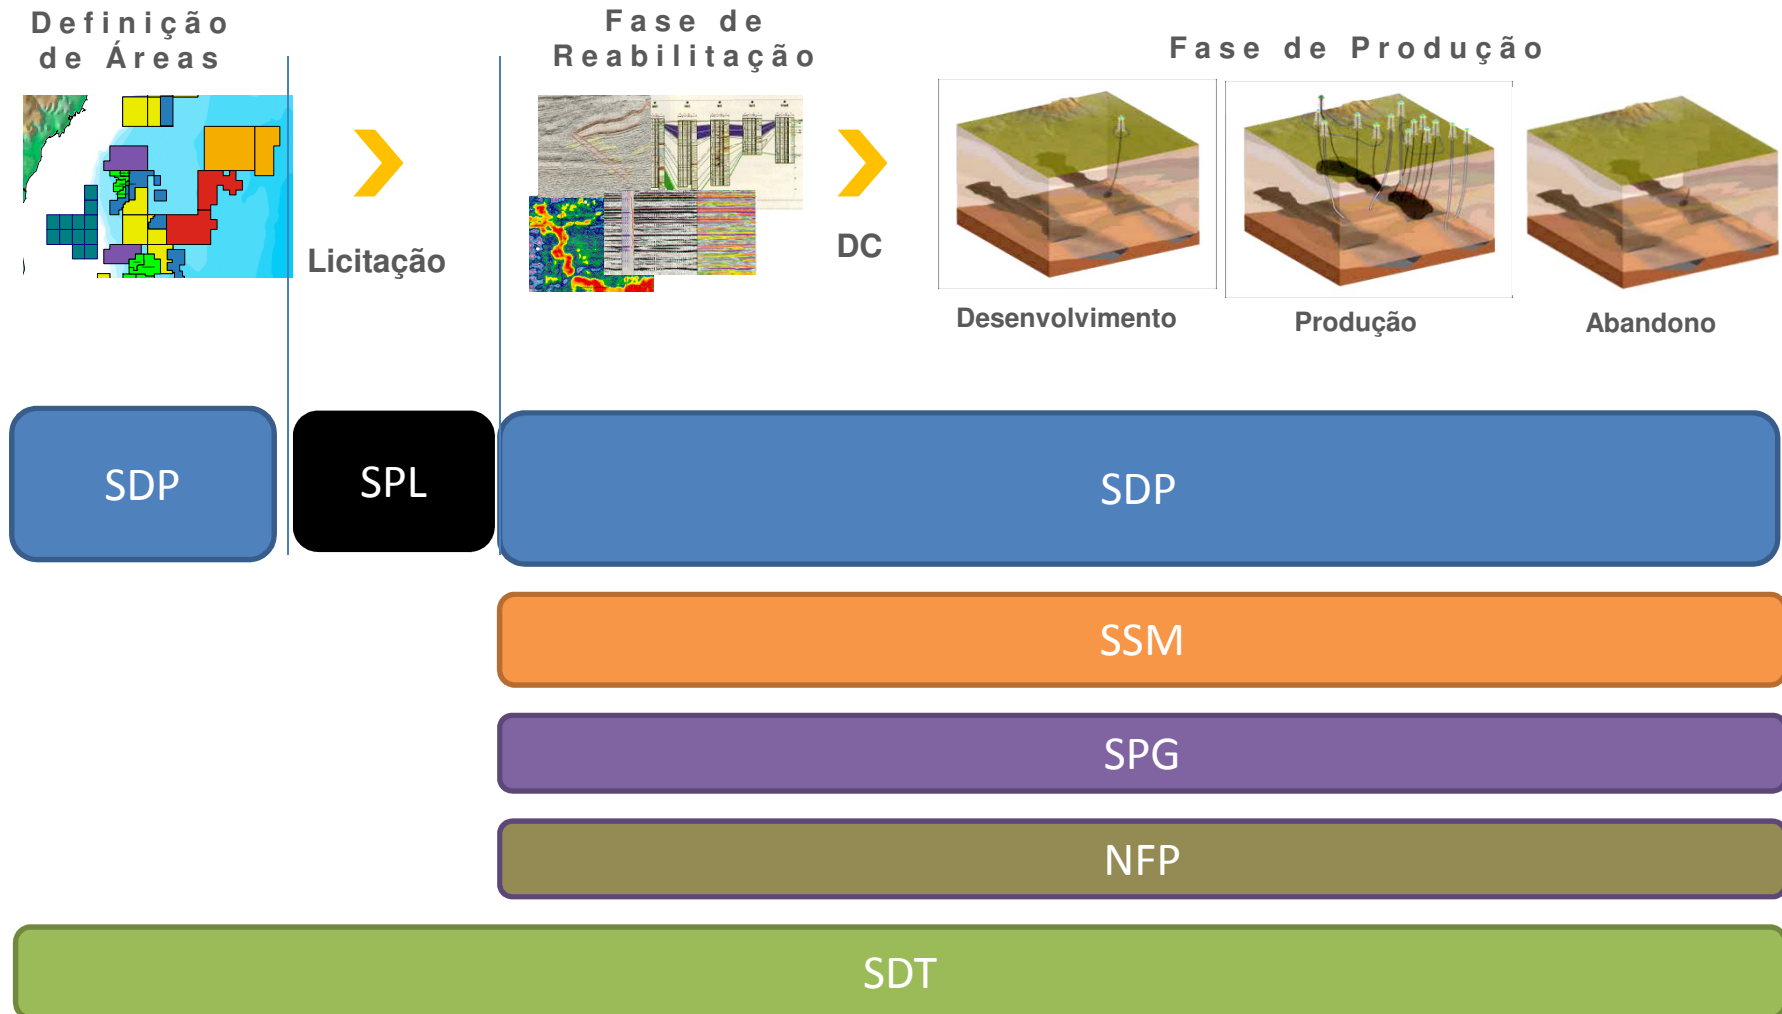 Definição
de Áreas
Licitação
Fase de
Reabilitação
DC
Fase de Produção
Desenvolvimento
Produção
Abandono
SDP
SPL
SDP
SSM
SPG
NFP
SDT